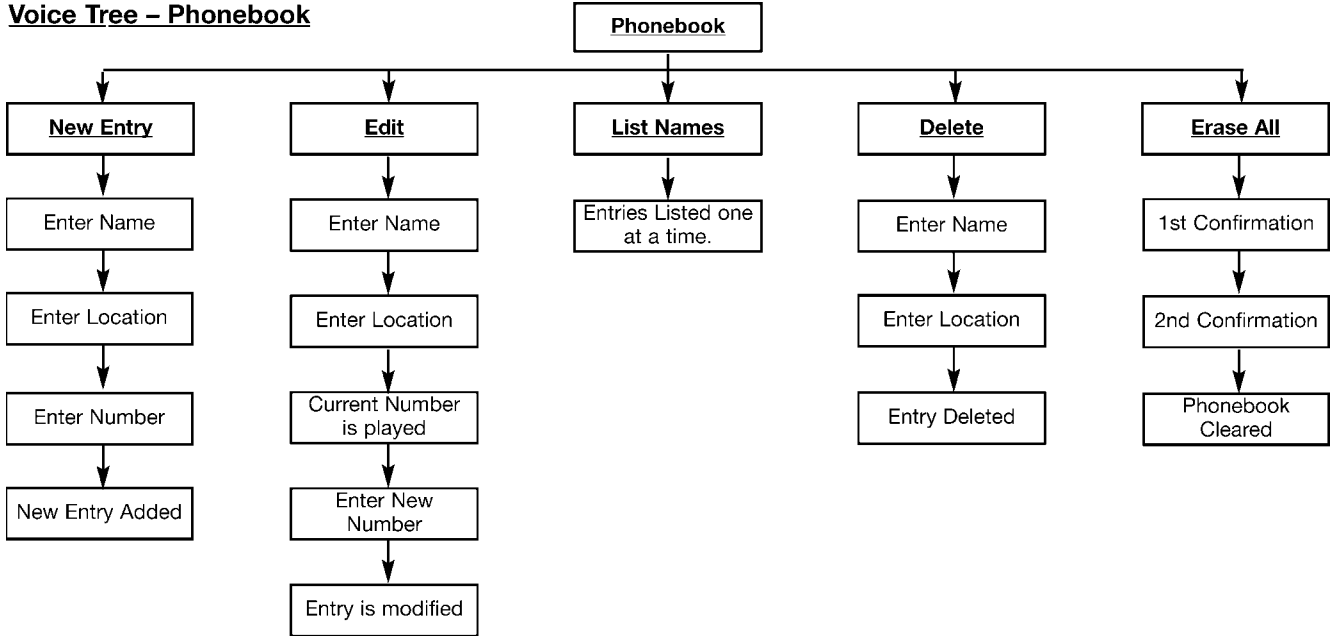 Voice Tree – Phonebook
Phonebook
New Entry
Edit
List Names
Delete
Erase All
Enter Name
Enter Name
Entries Listed one
at a time.
Enter Name
1st Confirmation
Enter Location
Enter Location
Enter Location
2nd Confirmation
Enter Number
Current Number
is played
Entry Deleted
Phonebook
Cleared
New Entry Added
Enter New
Number
Entry is modified